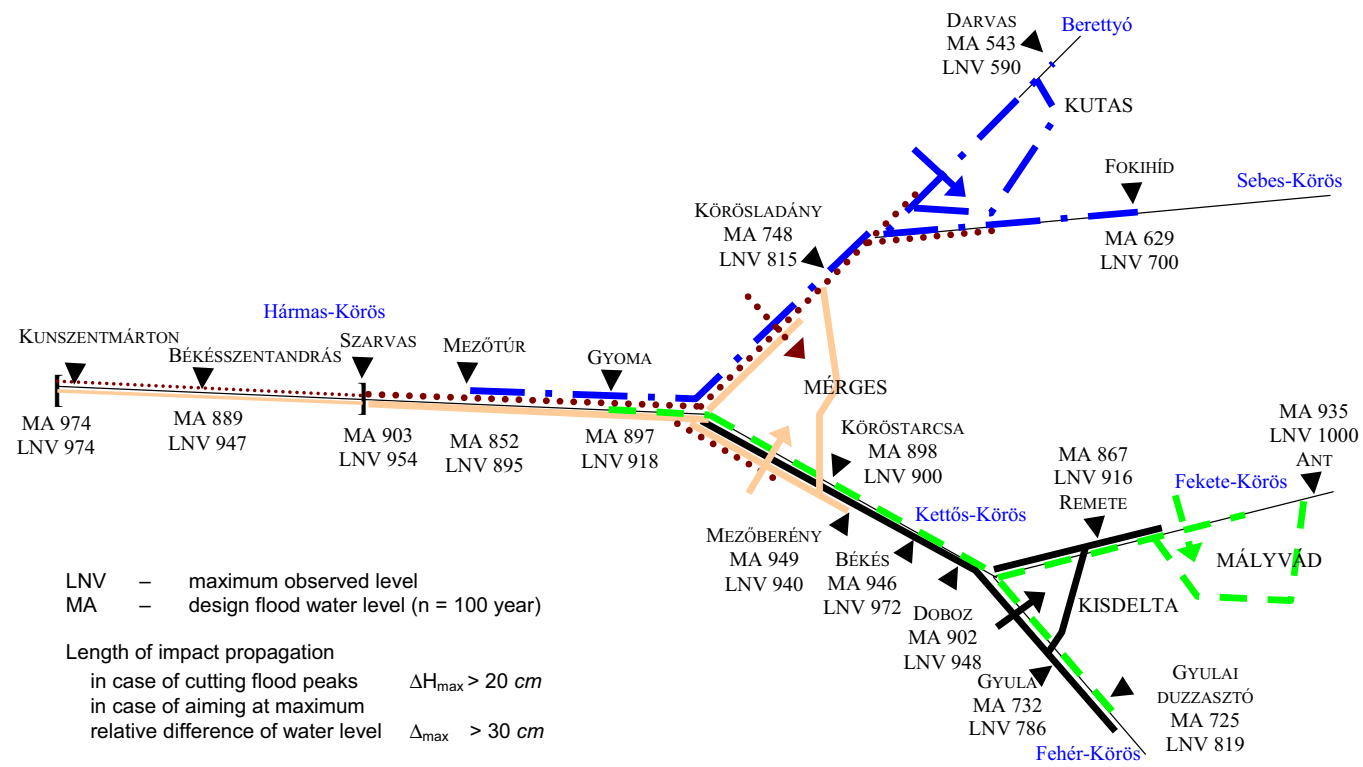 DARVAS
MA 543
LNV 590
Berettyó
KUTAS
FOKIHÍD
MA 629
LNV 700
Sebes-Körös
KÖRÖSLADÁNY
MA 748
LNV 815
Hármas-Körös
KUNSZENTMÁRTON
MA 974
LNV 974
BÉKÉSSZENTANDRÁS
MA 889
LNV 947
SZARVAS
MA 903
LNV 954
MEZŐTÚR
MA 852
LNV 895
GYOMA
MA 897
LNV 918
MÉRGES
KÖRÖSTARCSA
MA 898
LNV 900
MA 935
LNV 1000
ANT
MA 867
LNV 916
REMETE
Fekete-Körös
Kettős-Körös
MEZŐBERÉNY
MA 949
LNV 940
BÉKÉS
MA 946
LNV 972
DOBOZ
MA 902
LNV 948
MÁLYVÁD
KISDELTA
GYULA
MA 732
LNV 786
GYULAI
DUZZASZTÓ
MA 725
LNV 819
Fehér-Körös
LNV – maximum observed level
MA – design flood water level (n = 100 year)
Length of impact propagation
in case of cutting flood peaks ΔHmax > 20 cm
in case of aiming at maximum
relative difference of water level Δmax > 30 cm